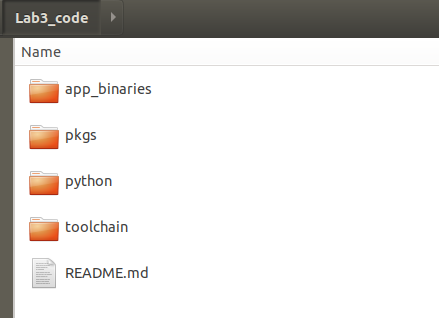 Lab3_code
Name
app_binaries
pkgs
python
toolchain
README.md